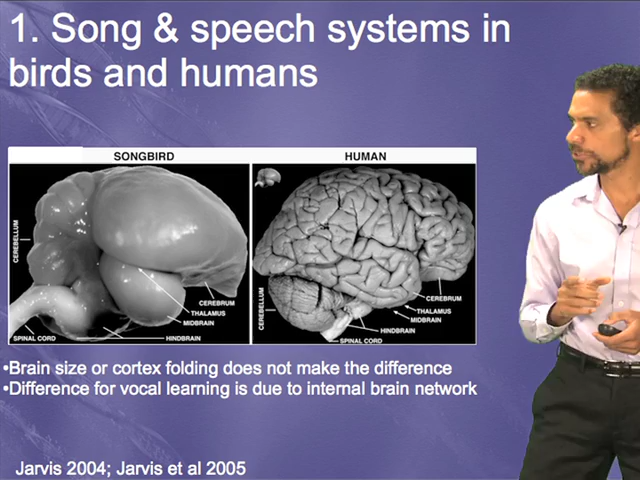 1. Song & speech systems in
birds and humans
SONGBIRD
CEREBELLUM
CEREBRUM
THALAMUS
MIDBRAIN
SPINAL CORD
HINDBRAIN
HUMAN
CEREBELLUM
CEREBRUM
THALAMUS
MIDBRAIN
HINDBRAIN
SPINAL CORD
•Brain size or cortex folding does not make the difference
•Difference for vocal learning is due to internal brain network
Jarvis 2004; Jarvis et al 2005